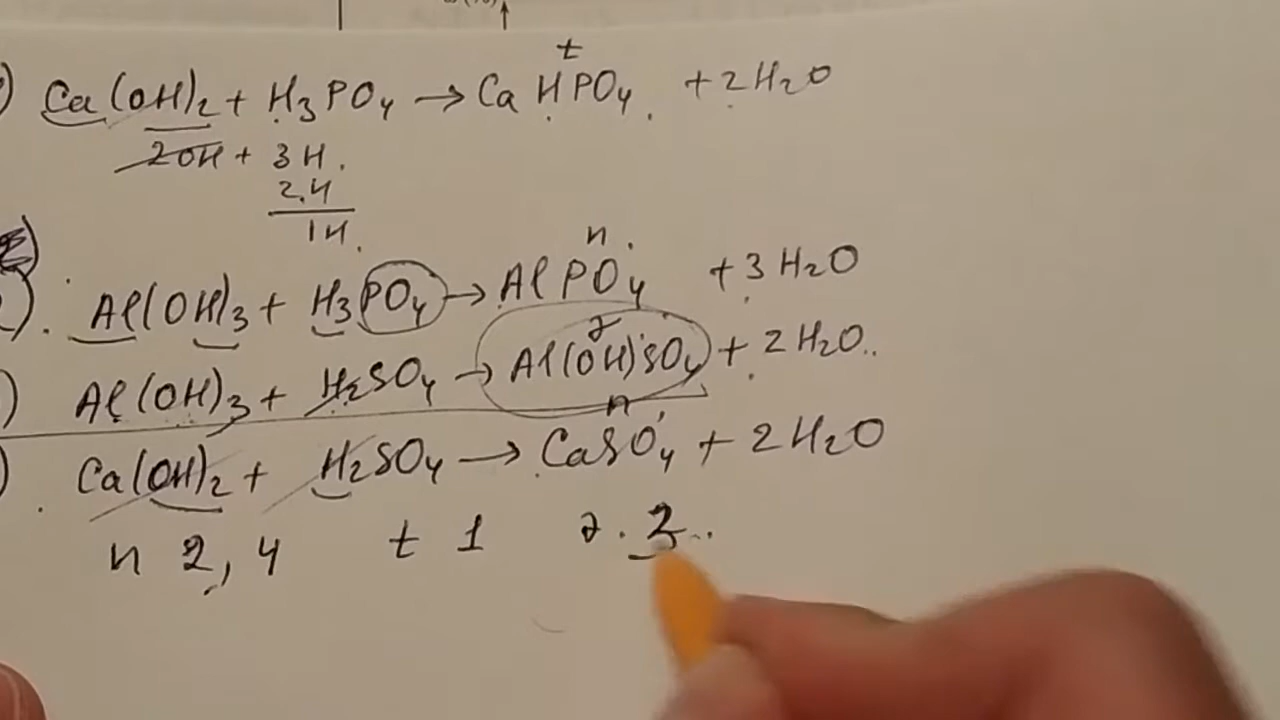 t
) Ca(OH)₂ + H₃PO₄ → CaHPO₄ + 2H₂O
2OH + 3H.
2.4
1H.
n.
). Al(OH)₃ + H₃PO₄ → AlPO₄ + 3H₂O
) Al(OH)₃ + H₂SO₄ → Al(OH)SO₄ + 2H₂O..
n
) Ca(OH)₂ + H₂SO₄ → CaSO₄ + 2H₂O
n 2, 4 t 1 ə. 3..